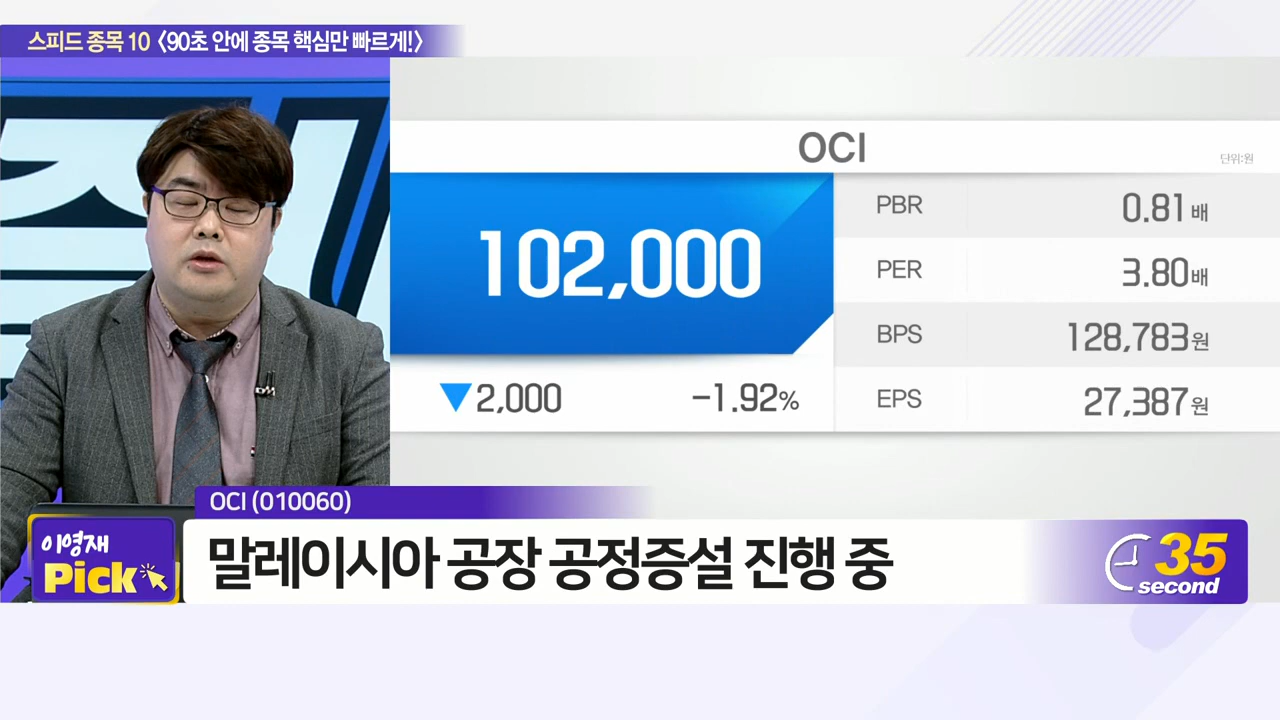 스피드 종목 10 〈90초 안에 종목 핵심만 빠르게!〉
OCI
단위:원
102,000
▼2,000 -1.92%
PBR 0.81배
PER 3.80배
BPS 128,783원
EPS 27,387원
OCI (010060)
이영재
Pick
말레이시아 공장 공정증설 진행 중
35
second